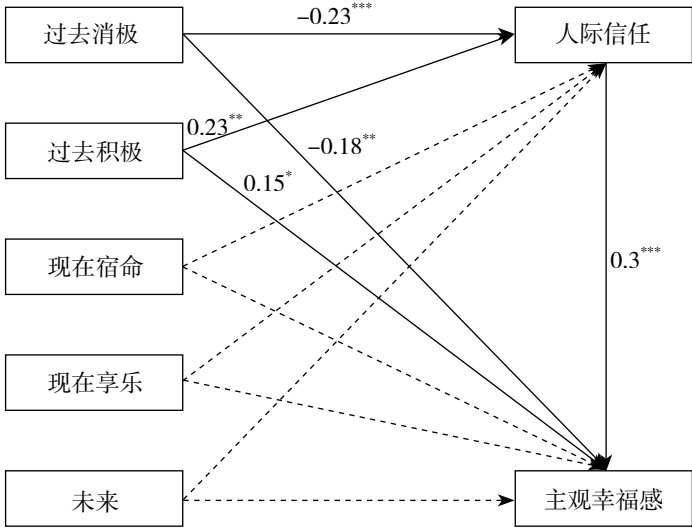 过去消极
−0.23***
人际信任
过去积极
0.23**
−0.18**
0.15*
现在宿命
0.3***
现在享乐
未来
主观幸福感